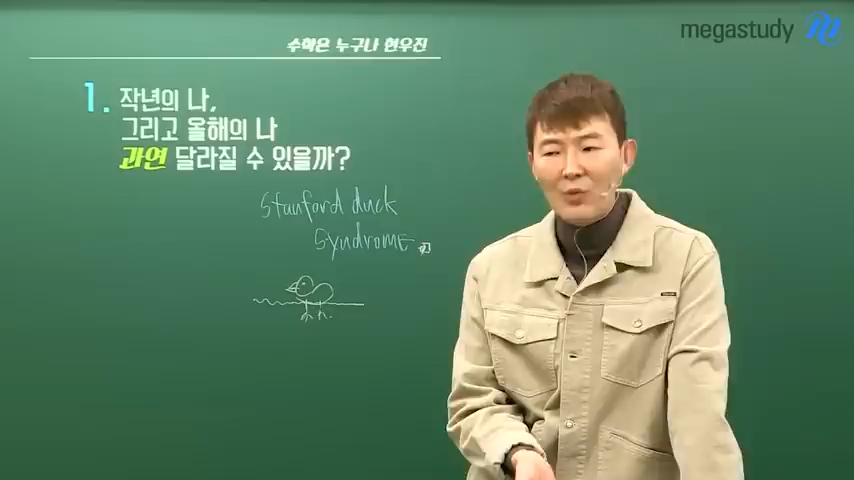 megastudy
수학은 누구나 현우진
1. 작년의 나,
그리고 올해의 나
과연 달라질 수 있을까?
Stanford duck
Syndrome